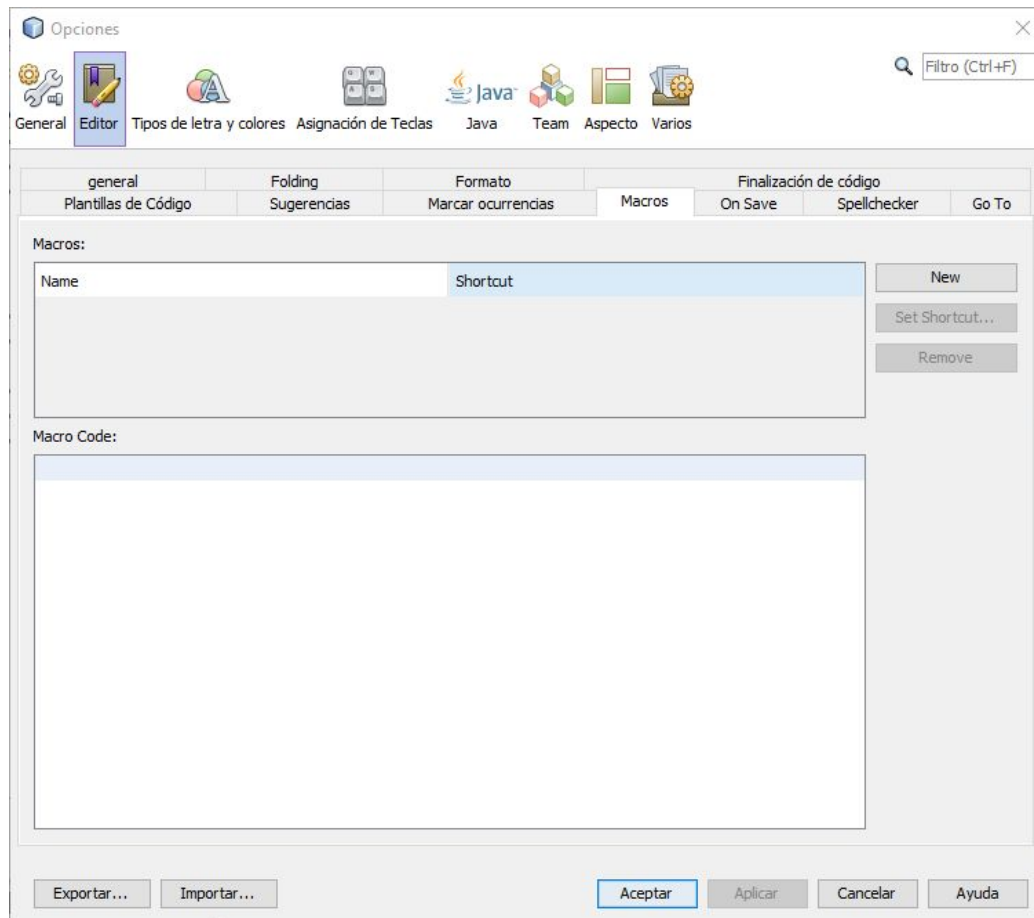 Opciones
Filtro (Ctrl+F)
General Editor Tipos de letra y colores Asignación de Teclas Java Team Aspecto Varios
general Folding Formato Finalización de código
Plantillas de Código Sugerencias Marcar ocurrencias Macros On Save Spellchecker Go To
Macros:
Name Shortcut
New
Set Shortcut...
Remove
Macro Code:
Exportar... Importar... Aceptar Aplicar Cancelar Ayuda